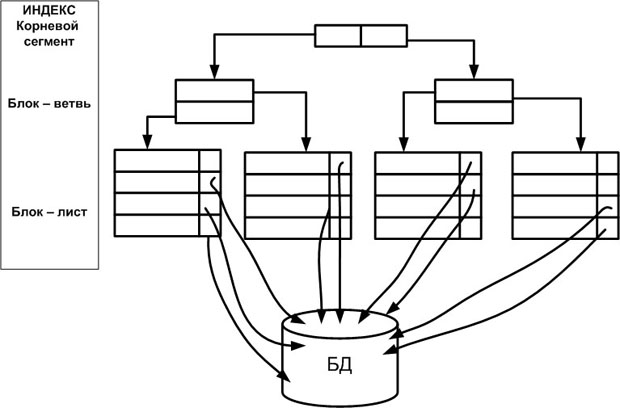 ИНДЕКС
Корневой
сегмент
Блок – ветвь
Блок – лист
БД